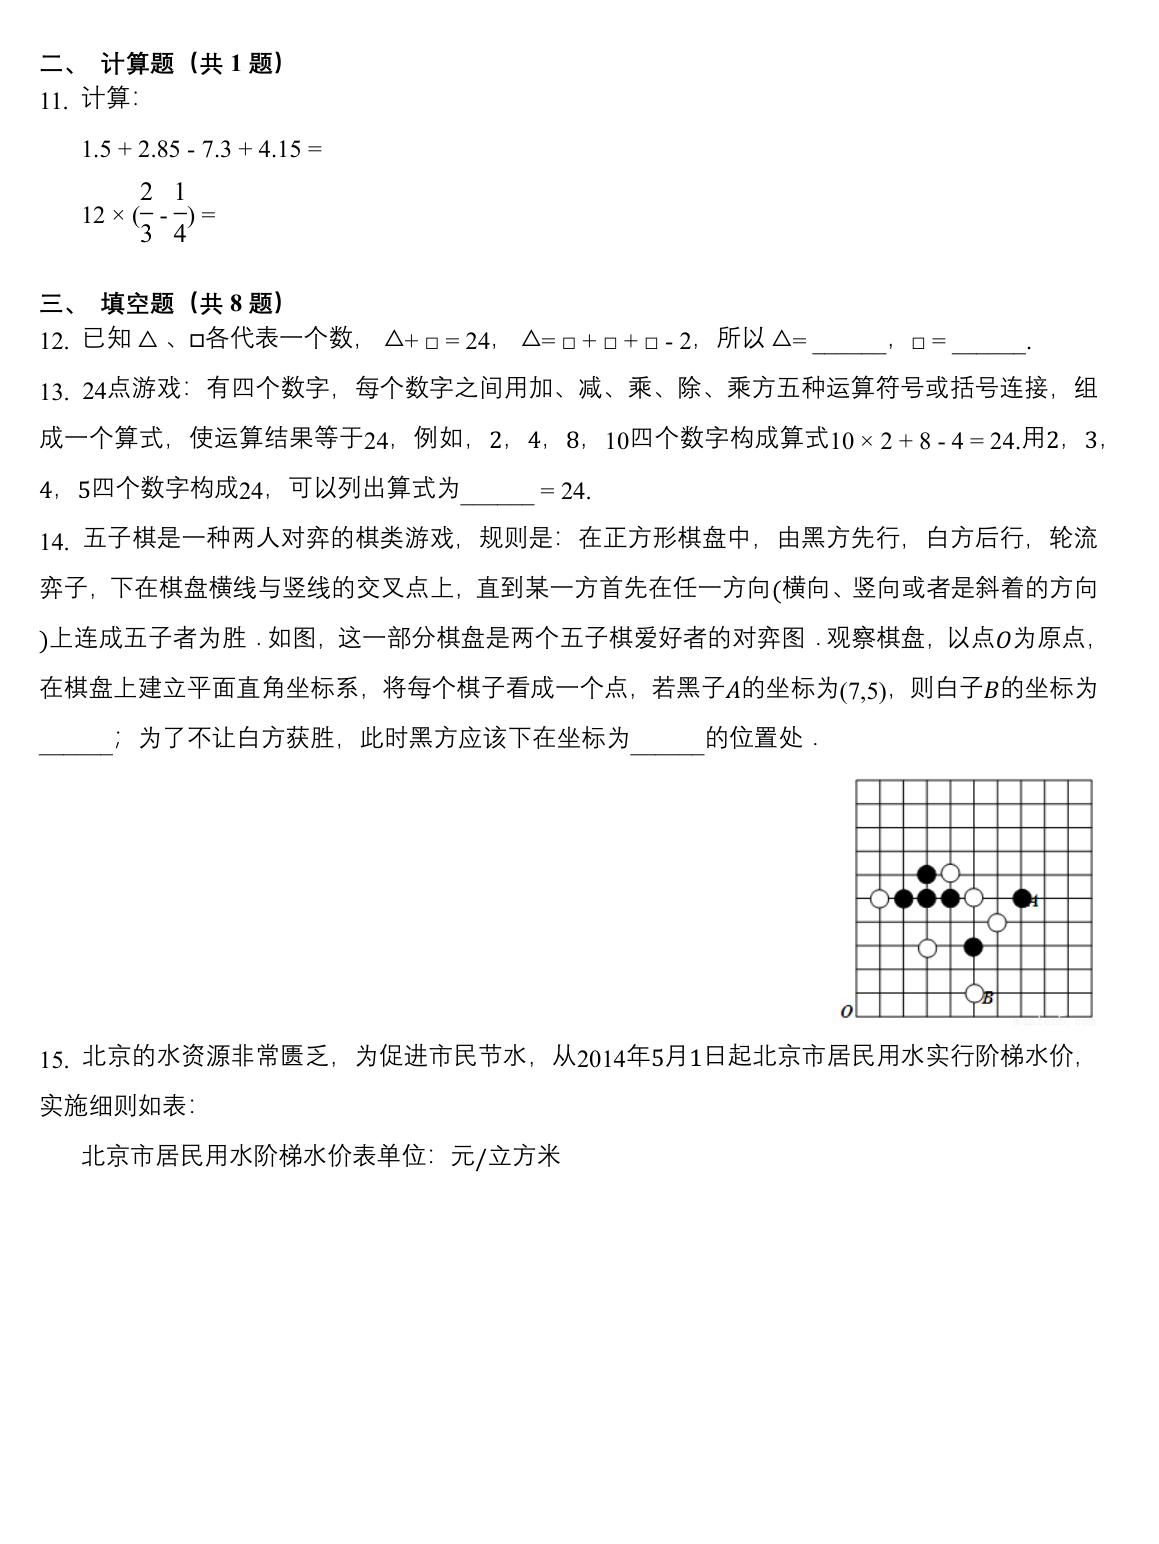 二、 计算题（共 1 题）
11. 计算：
1.5 + 2.85 - 7.3 + 4.15 =
12 × (2/3 - 1/4) =
三、 填空题（共 8 题）
12. 已知 △ 、□各代表一个数， △+ □ = 24， △= □ + □ + □ - 2，所以 △= ______，□ = ______.
13. 24点游戏：有四个数字，每个数字之间用加、减、乘、除、乘方五种运算符号或括号连接，组
成一个算式，使运算结果等于24，例如，2，4，8，10四个数字构成算式10 × 2 + 8 - 4 = 24.用2，3，
4，5四个数字构成24，可以列出算式为______ = 24.
14. 五子棋是一种两人对弈的棋类游戏，规则是：在正方形棋盘中，由黑方先行，白方后行，轮流
弈子，下在棋盘横线与竖线的交叉点上，直到某一方首先在任一方向(横向、竖向或者是斜着的方向
)上连成五子者为胜．如图，这一部分棋盘是两个五子棋爱好者的对弈图．观察棋盘，以点O为原点，
在棋盘上建立平面直角坐标系，将每个棋子看成一个点，若黑子A的坐标为(7,5)，则白子B的坐标为
______；为了不让白方获胜，此时黑方应该下在坐标为______的位置处．
A
B
O
15. 北京的水资源非常匮乏，为促进市民节水，从2014年5月1日起北京市居民用水实行阶梯水价，
实施细则如表：
北京市居民用水阶梯水价表单位：元/立方米